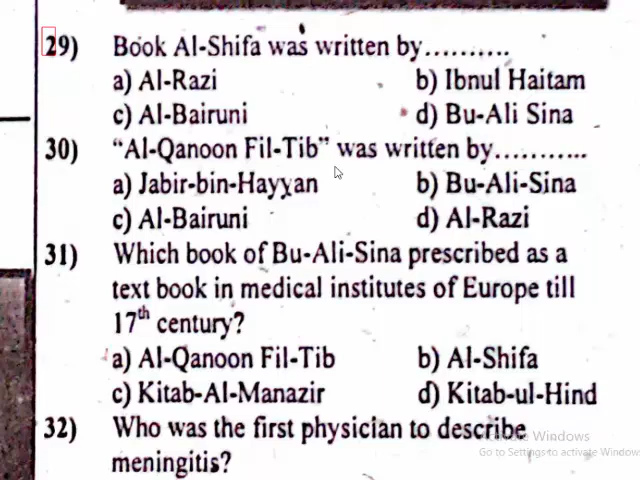 29) Book Al-Shifa was written by..........
a) Al-Razi b) Ibnul Haitam
c) Al-Bairuni d) Bu-Ali Sina
30) “Al-Qanoon Fil-Tib” was written by...........
a) Jabir-bin-Hayyan b) Bu-Ali-Sina
c) Al-Bairuni d) Al-Razi
31) Which book of Bu-Ali-Sina prescribed as a
text book in medical institutes of Europe till
17th century?
a) Al-Qanoon Fil-Tib b) Al-Shifa
c) Kitab-Al-Manazir d) Kitab-ul-Hind
32) Who was the first physician to describe
meningitis?
Activate Windows
Go to Settings to activate Windows